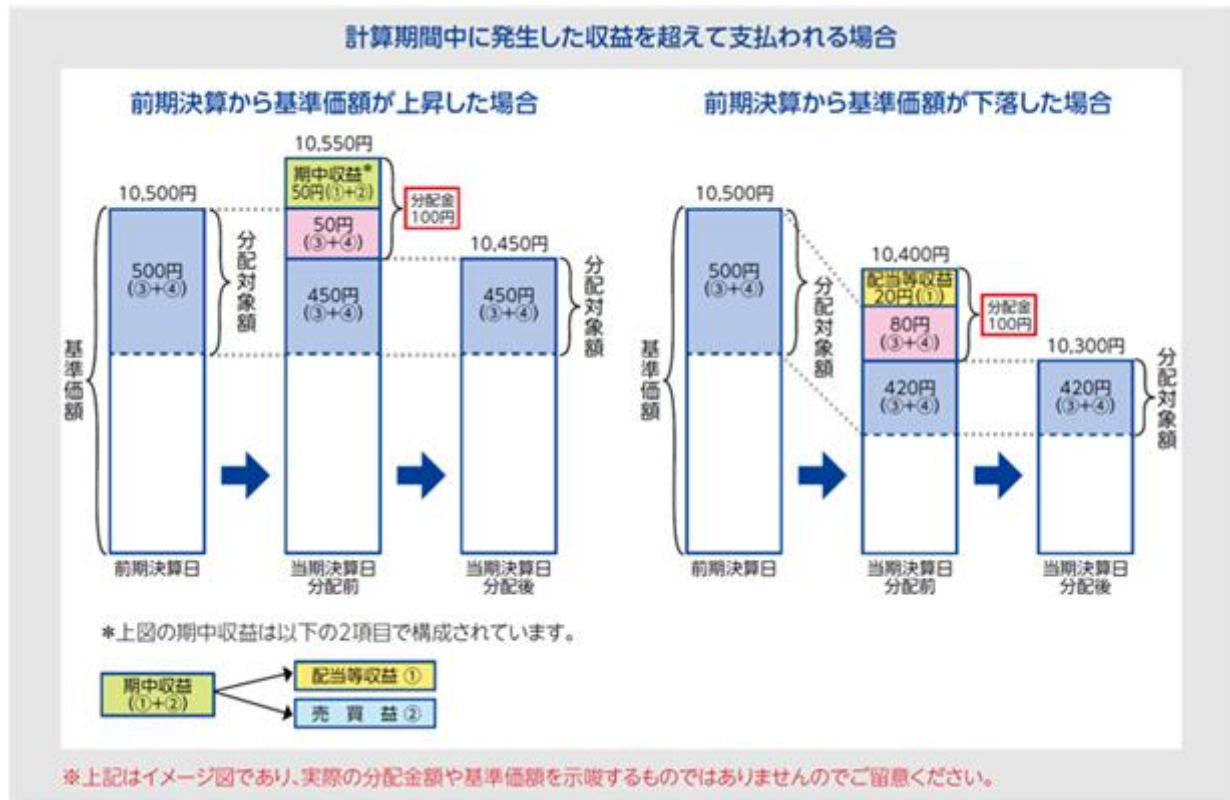 計算期間中に発生した収益を超えて支払われる場合
前期決算から基準価額が上昇した場合
10,500円
500円
(③+④)
分配対象額
基準価額
前期決算日
10,550円
期中収益*
50円(①+②)
50円
(③+④)
450円
(③+④)
分配金
100円
当期決算日
分配前
10,450円
450円
(③+④)
分配対象額
当期決算日
分配後
前期決算から基準価額が下落した場合
10,500円
500円
(③+④)
分配対象額
基準価額
前期決算日
10,400円
配当等収益
20円(①)
80円
(③+④)
420円
(③+④)
分配金
100円
当期決算日
分配前
10,300円
420円
(③+④)
分配対象額
当期決算日
分配後
*上図の期中収益は以下の2項目で構成されています。
期中収益
(①+②)
配当等収益 ①
売 買 益 ②
※上記はイメージ図であり、実際の分配金額や基準価額を示唆するものではありませんのでご留意ください。